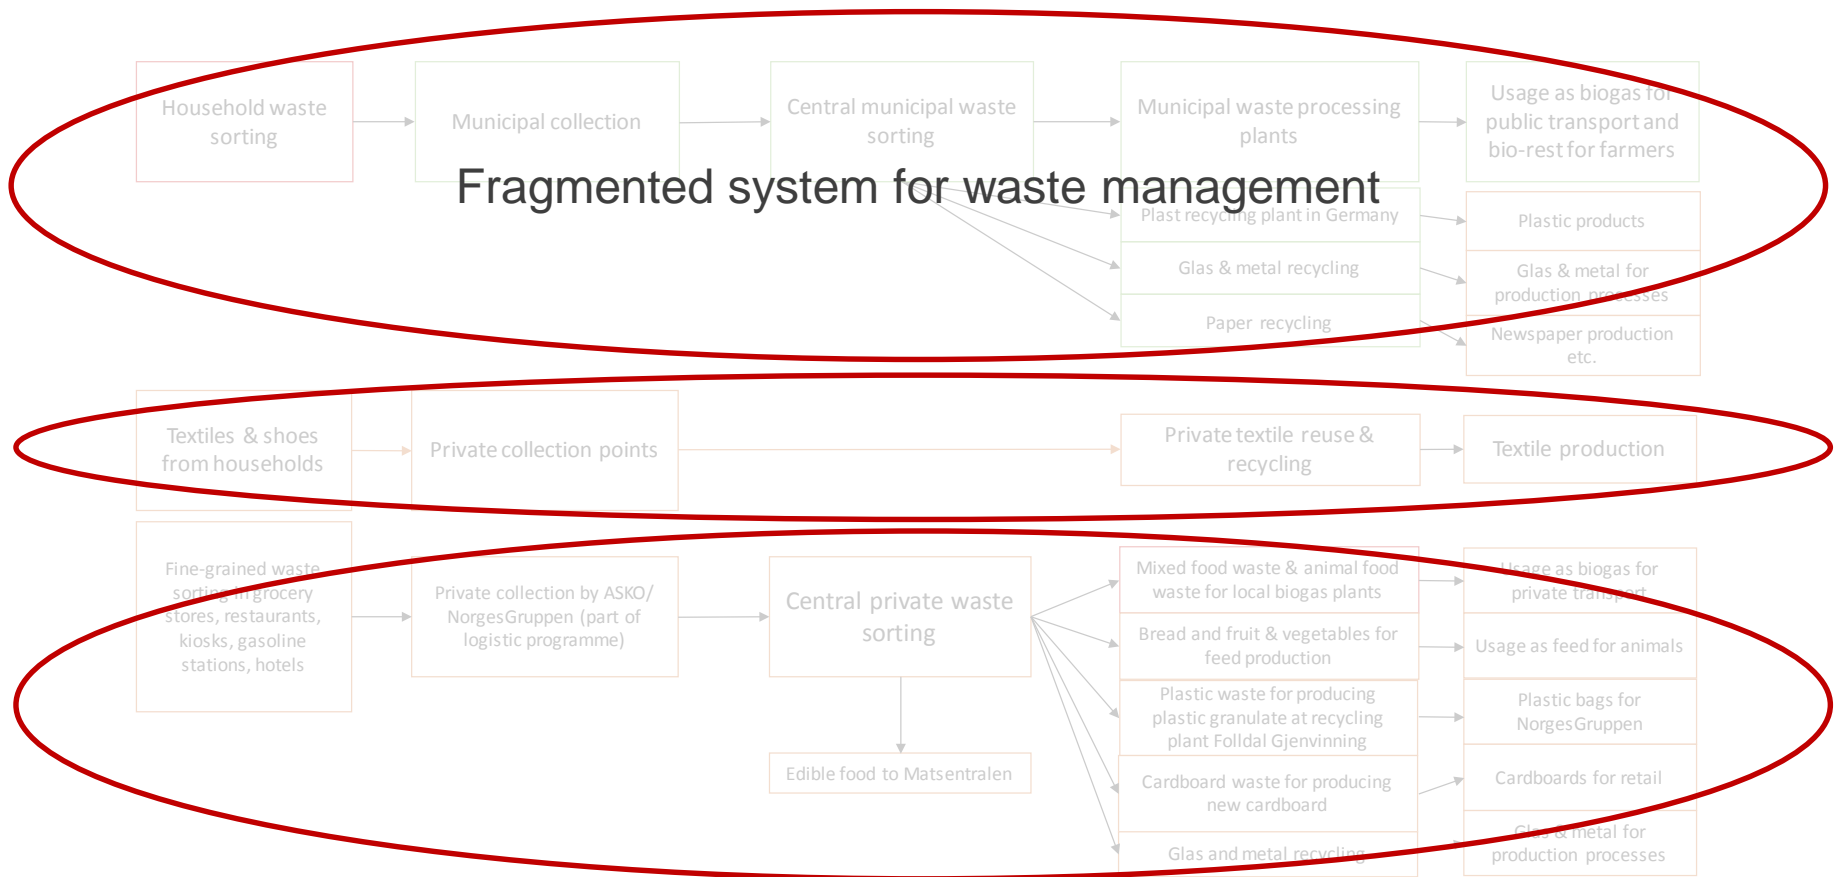 Household waste
sorting
Municipal collection
Central municipal waste
sorting
Municipal waste processing
plants
Usage as biogas for
public transport and
bio-rest for farmers
Fragmented system for waste management
Plast recycling plant in Germany
Plastic products
Glas & metal recycling
Glas & metal for
production processes
Paper recycling
Newspaper production
etc.
Textiles & shoes
from households
Private collection points
Private textile reuse &
recycling
Textile production
Fine-grained waste
sorting in grocery
stores, restaurants,
kiosks, gasoline
stations, hotels
Private collection by ASKO/
NorgesGruppen (part of
logistic programme)
Central private waste
sorting
Edible food to Matsentralen
Mixed food waste & animal food
waste for local biogas plants
Usage as biogas for
private transport
Bread and fruit & vegetables for
feed production
Usage as feed for animals
Plastic waste for producing
plastic granulate at recycling
plant Folldal Gjenvinning
Plastic bags for
NorgesGruppen
Cardboard waste for producing
new cardboard
Cardboards for retail
Glas and metal recycling
Glas & metal for
production processes